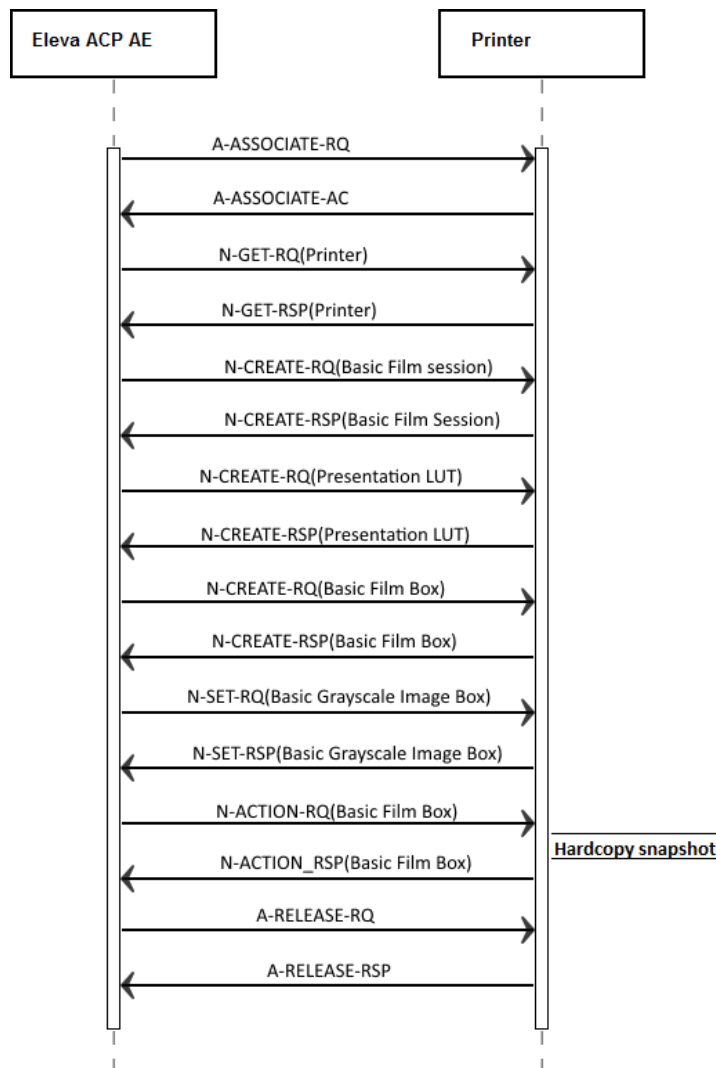 Eleva ACP AE
Printer
A-ASSOCIATE-RQ
A-ASSOCIATE-AC
N-GET-RQ(Printer)
N-GET-RSP(Printer)
N-CREATE-RQ(Basic Film session)
N-CREATE-RSP(Basic Film Session)
N-CREATE-RQ(Presentation LUT)
N-CREATE-RSP(Presentation LUT)
N-CREATE-RQ(Basic Film Box)
N-CREATE-RSP(Basic Film Box)
N-SET-RQ(Basic Grayscale Image Box)
N-SET-RSP(Basic Grayscale Image Box)
N-ACTION-RQ(Basic Film Box)
Hardcopy snapshot
N-ACTION_RSP(Basic Film Box)
A-RELEASE-RQ
A-RELEASE-RSP